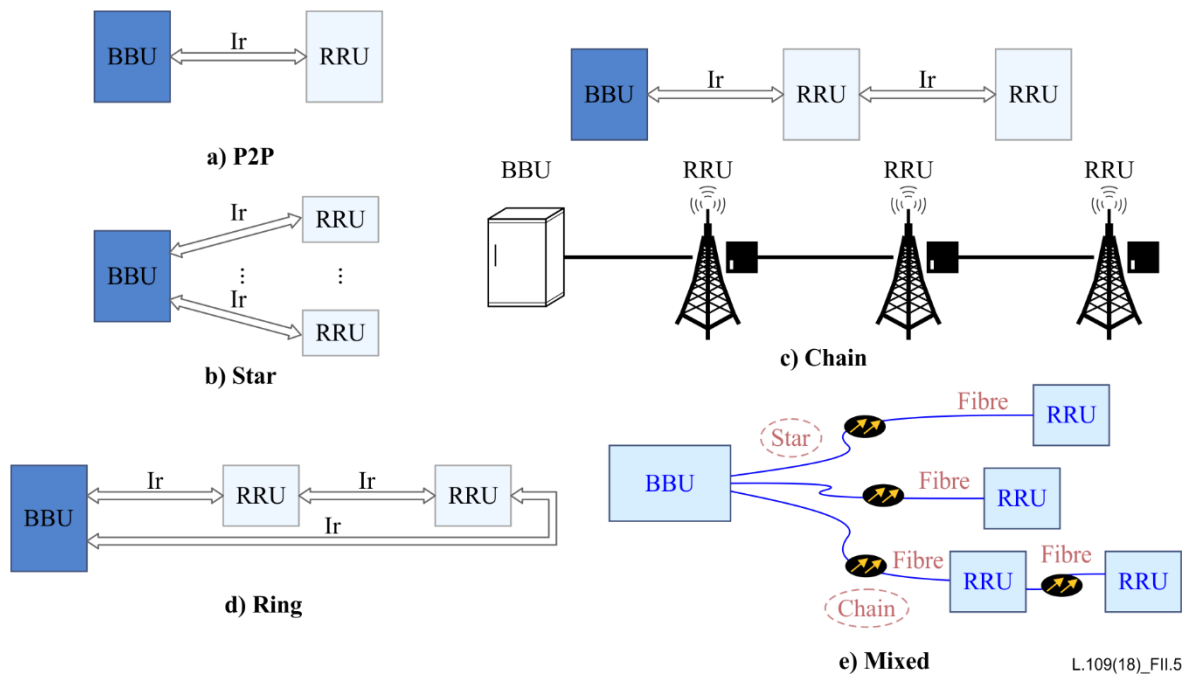 BBU
Ir
RRU
a) P2P
BBU
Ir
RRU
...
...
Ir
RRU
b) Star
BBU
Ir
RRU
Ir
RRU
BBU
RRU
RRU
RRU
c) Chain
BBU
Ir
RRU
Ir
RRU
Ir
d) Ring
BBU
Star
Fibre
RRU
Fibre
RRU
Fibre
RRU
Fibre
RRU
Chain
e) Mixed
L.109(18)_FII.5